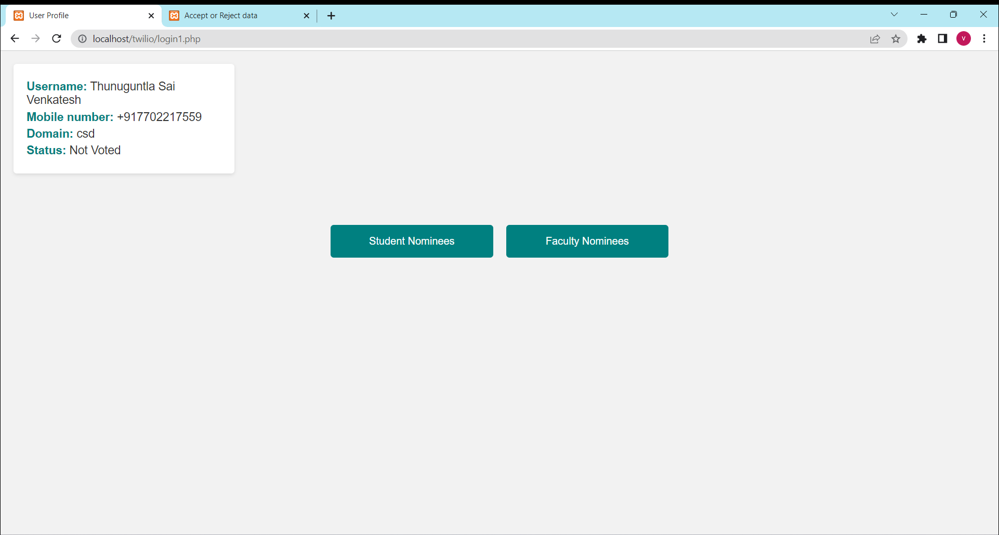 User Profile
Accept or Reject data
localhost/twilio/login1.php
V
Username: Thunuguntla Sai
Venkatesh
Mobile number: +917702217559
Domain: csd
Status: Not Voted
Student Nominees
Faculty Nominees